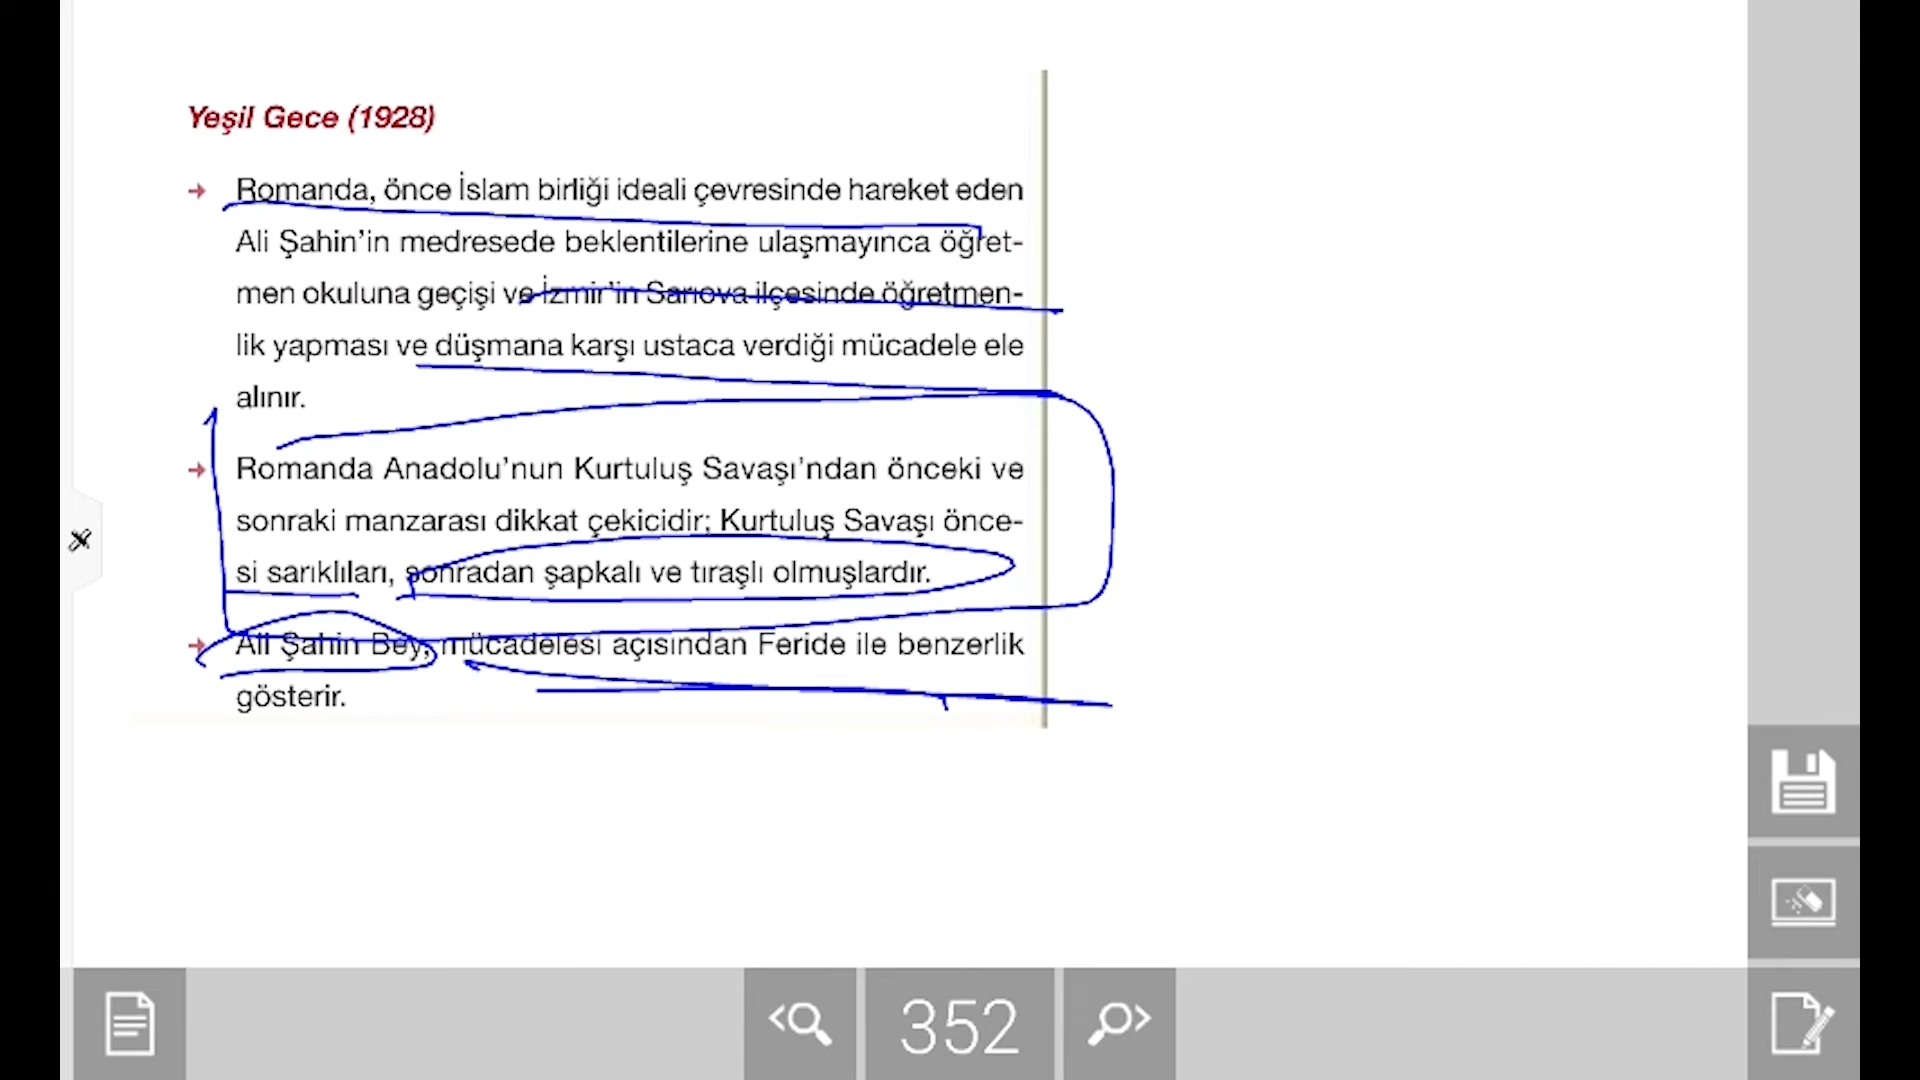 Yeşil Gece (1928)
→ Romanda, önce İslam birliği ideali çevresinde hareket eden
Ali Şahin'in medresede beklentilerine ulaşmayınca öğret-
men okuluna geçişi ve İzmir'in Sarıova ilçesinde öğretmen-
lik yapması ve düşmana karşı ustaca verdiği mücadele ele
alınır.
→ Romanda Anadolu'nun Kurtuluş Savaşı'ndan önceki ve
sonraki manzarası dikkat çekicidir; Kurtuluş Savaşı önce-
si sarıklıları, sonradan şapkalı ve tıraşlı olmuşlardır.
→ Ali Şahin Bey, mücadelesi açısından Feride ile benzerlik
gösterir.
352